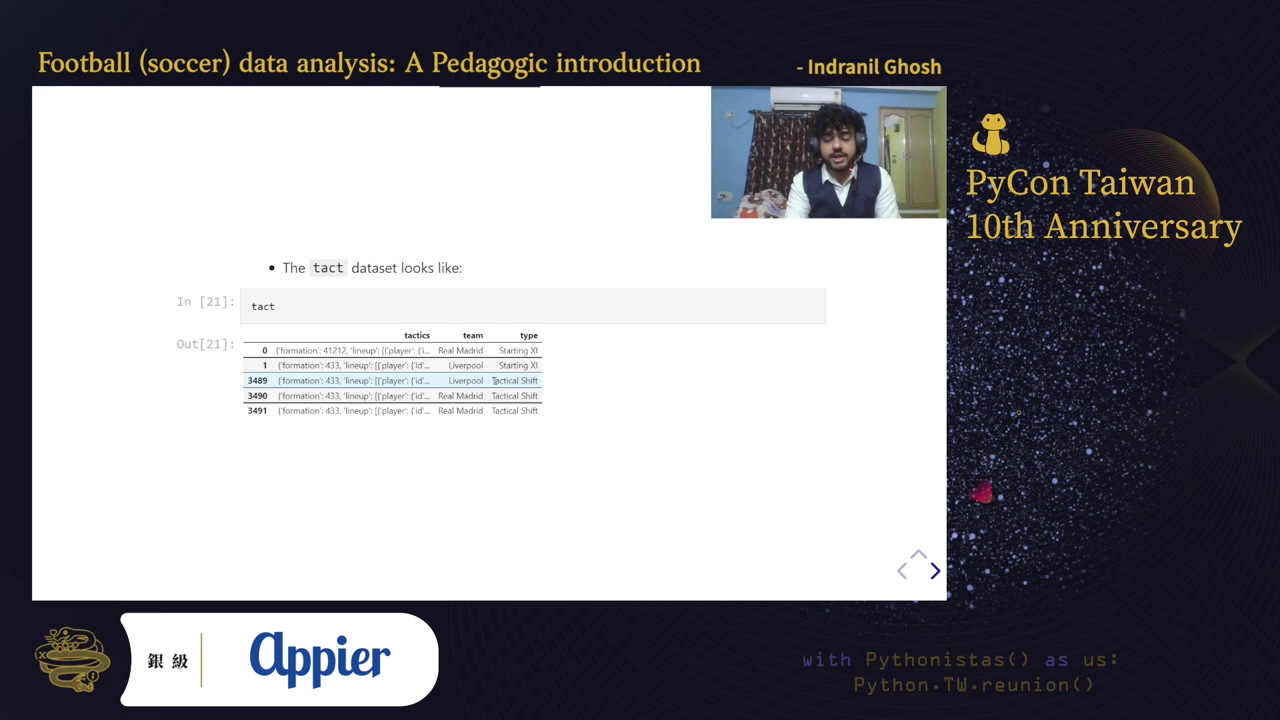 Football (soccer) data analysis: A Pedagogic introduction
- Indranil Ghosh
PyCon Taiwan
10th Anniversary
• The tact dataset looks like:
In [21]:
tact
Out[21]:
tactics team type
0 {'formation': 41212, 'lineup': [{'player': {'i... Real Madrid Starting XI
1 {'formation': 433, 'lineup': [{'player': {'id'... Liverpool Starting XI
3489 {'formation': 433, 'lineup': [{'player': {'id'... Liverpool Tactical Shift
3490 {'formation': 433, 'lineup': [{'player': {'id'... Real Madrid Tactical Shift
3491 {'formation': 433, 'lineup': [{'player': {'id'... Real Madrid Tactical Shift
銀級
Appier
with Pythonistas() as us:
Python.TW.reunion()